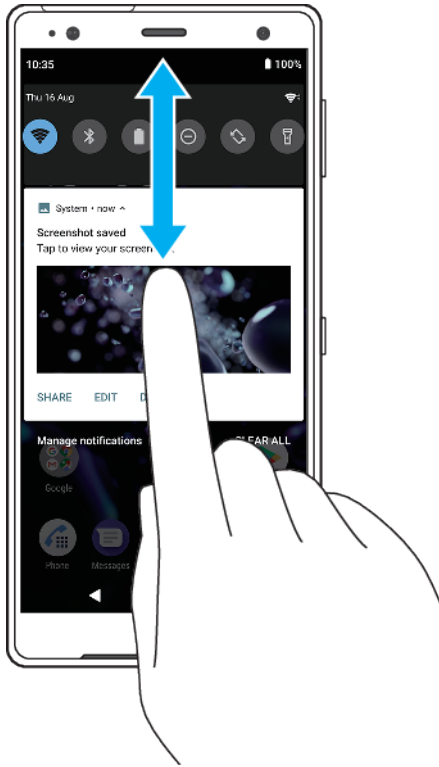 10:35 100%
Thu 16 Aug
System • now
Screenshot saved
Tap to view your screen
SHARE EDIT
Manage notifications CLEAR ALL
Google
Phone Messages